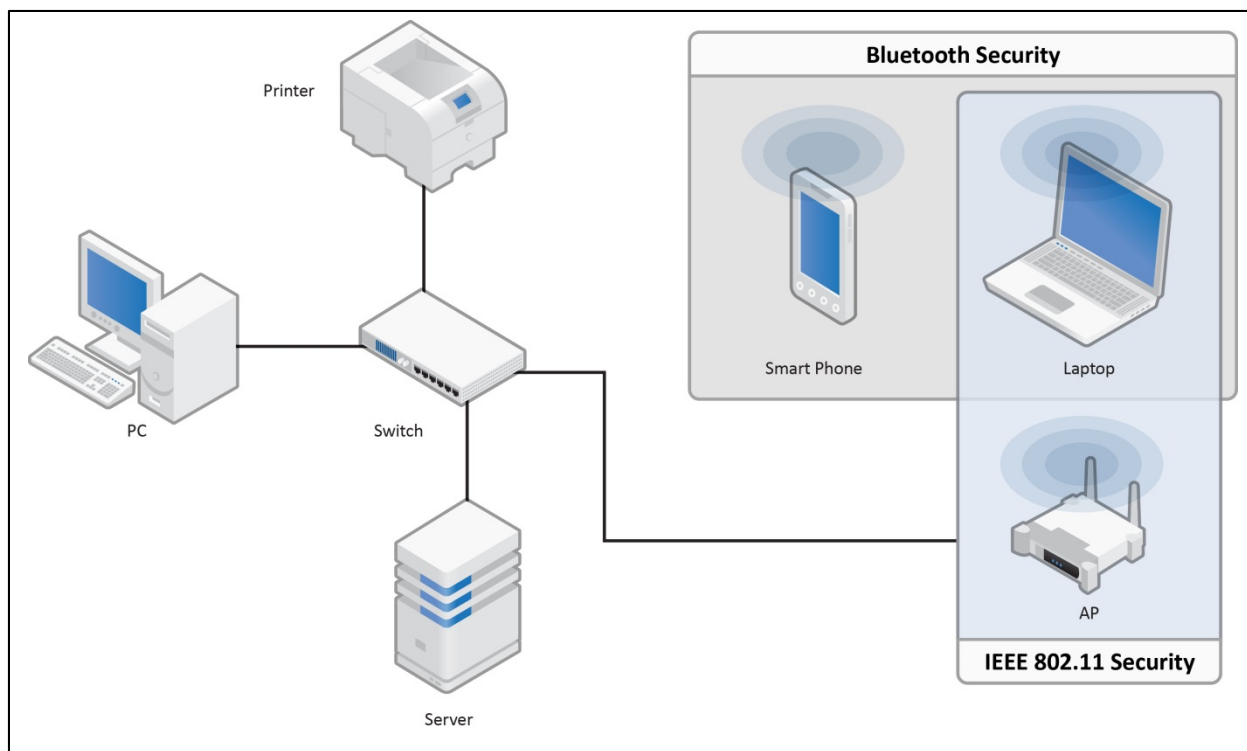 Bluetooth Security
Printer
Smart Phone
Laptop
PC
Switch
AP
IEEE 802.11 Security
Server